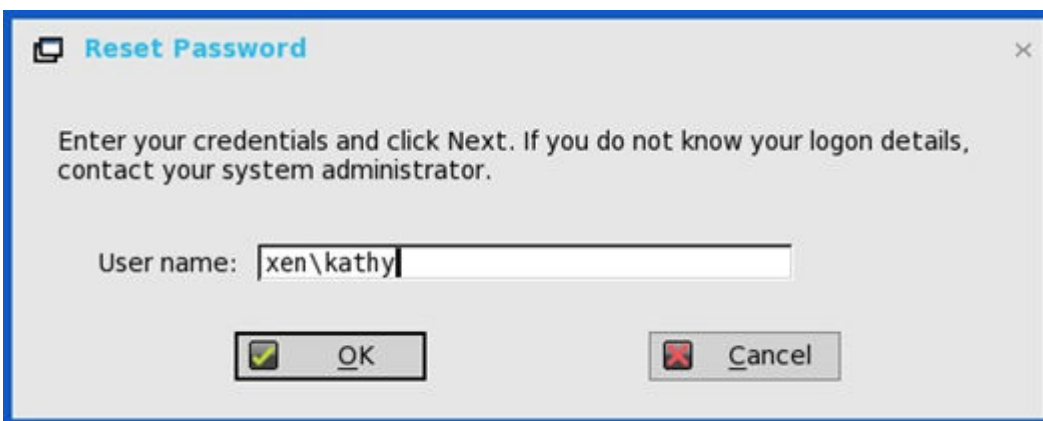 Reset Password
Enter your credentials and click Next. If you do not know your logon details,
contact your system administrator.
User name: xen\kathy
OK Cancel